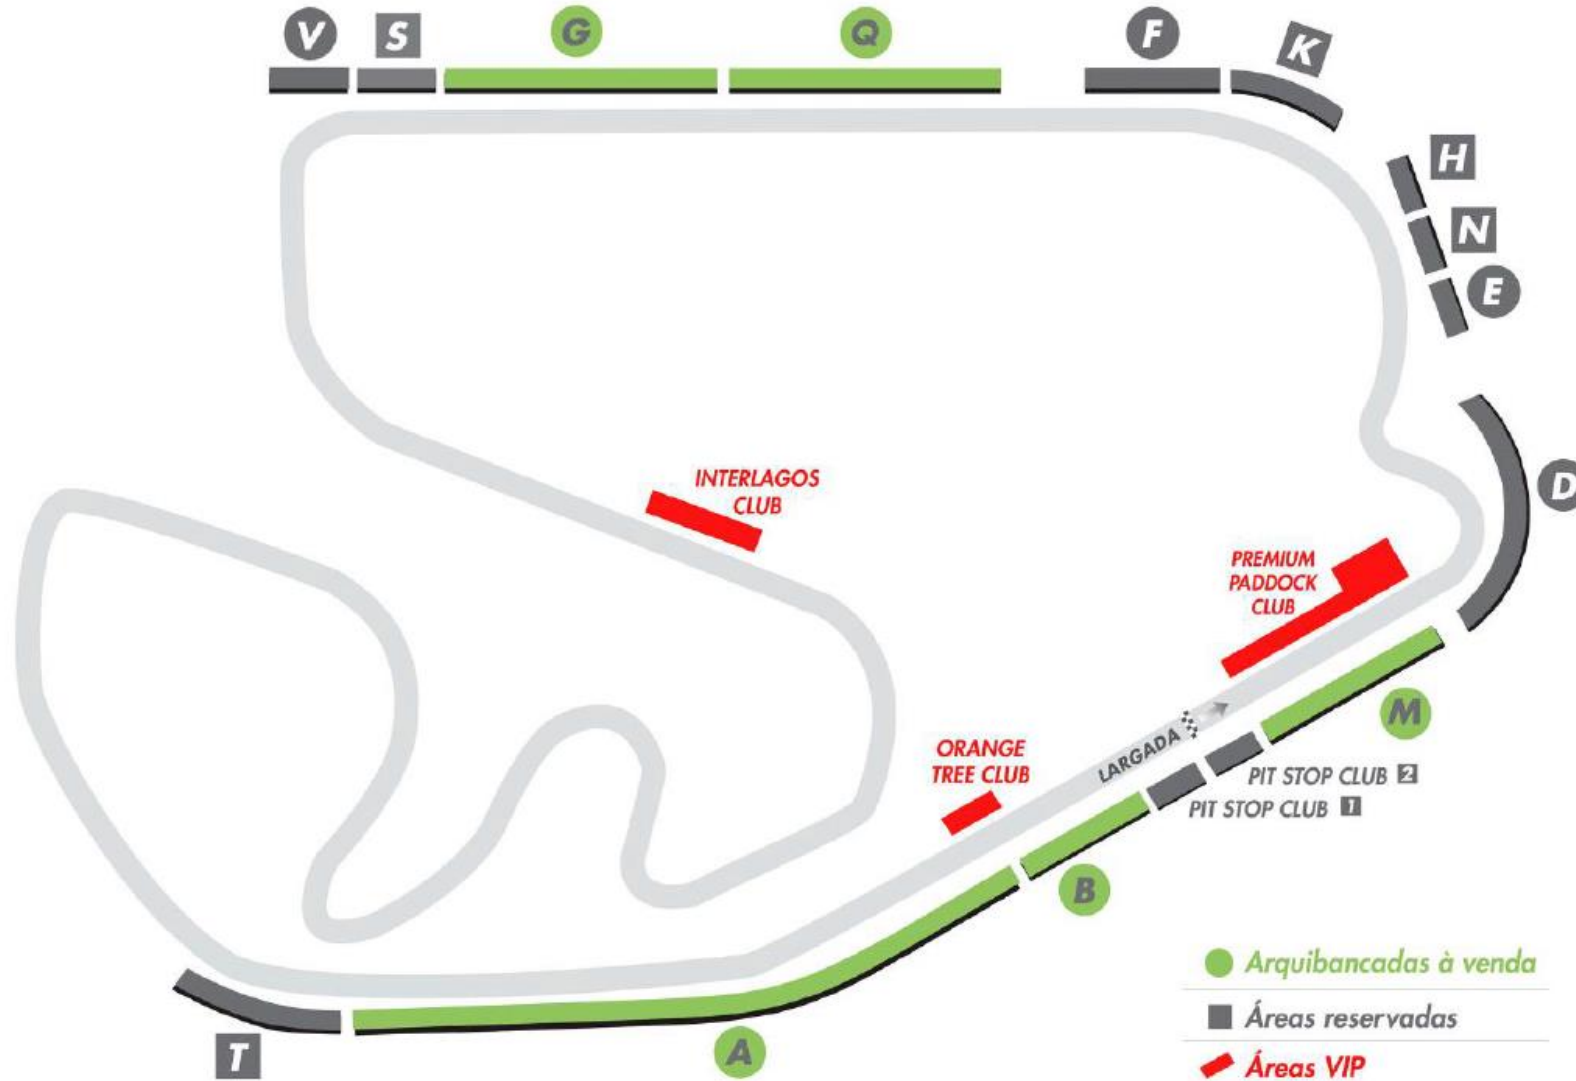 V
S
G
Q
F
K
H
N
E
D
INTERLAGOS
CLUB
PREMIUM
PADDOCK
CLUB
M
LARGADA
ORANGE
TREE CLUB
PIT STOP CLUB 2
PIT STOP CLUB 1
B
A
T
Arquibancadas à venda
Áreas reservadas
Áreas VIP